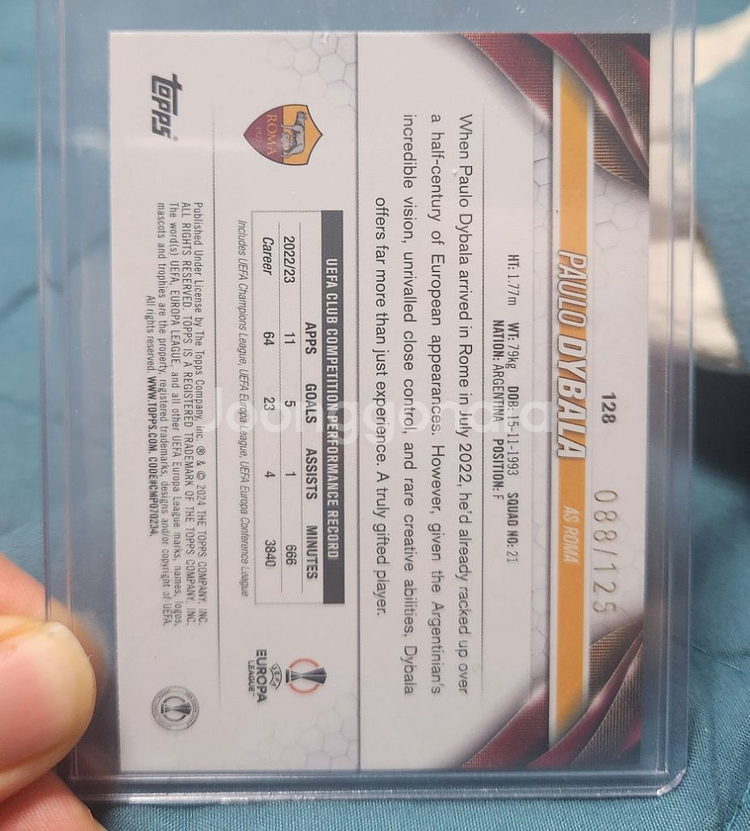 128
088/125
PAULO DYBALA AS ROMA
HT: 1.77m WT: 79kg DOB: 15-11-1993 SQUAD NO: 21
NATION: ARGENTINA POSITION: F
When Paulo Dybala arrived in Rome in July 2022, he'd already racked up over
a half-century of European appearances. However, given the Argentinian's
incredible vision, unrivalled close control, and rare creative abilities, Dybala
offers far more than just experience. A truly gifted player.
UEFA CLUB COMPETITION PERFORMANCE RECORD
APPS GOALS ASSISTS MINUTES
2022/23 11 5 1 666
Career 64 23 4 3840
Includes UEFA Champions League, UEFA Europa League, UEFA Europa Conference League
ROMA
1927
UEFA
EUROPA
LEAGUE™
topps®
Published Under License by The Topps Company, Inc. ® & © 2024 THE TOPPS COMPANY, INC.
ALL RIGHTS RESERVED. TOPPS IS A REGISTERED TRADEMARK OF THE TOPPS COMPANY, INC.
The word(s) UEFA, EUROPA LEAGUE, and all other UEFA Europa League marks, names, logos,
mascots and trophies are the property, registered trademarks, designs and/or copyright of UEFA.
All rights reserved. WWW.TOPPS.COM. CODE#CMP070234.